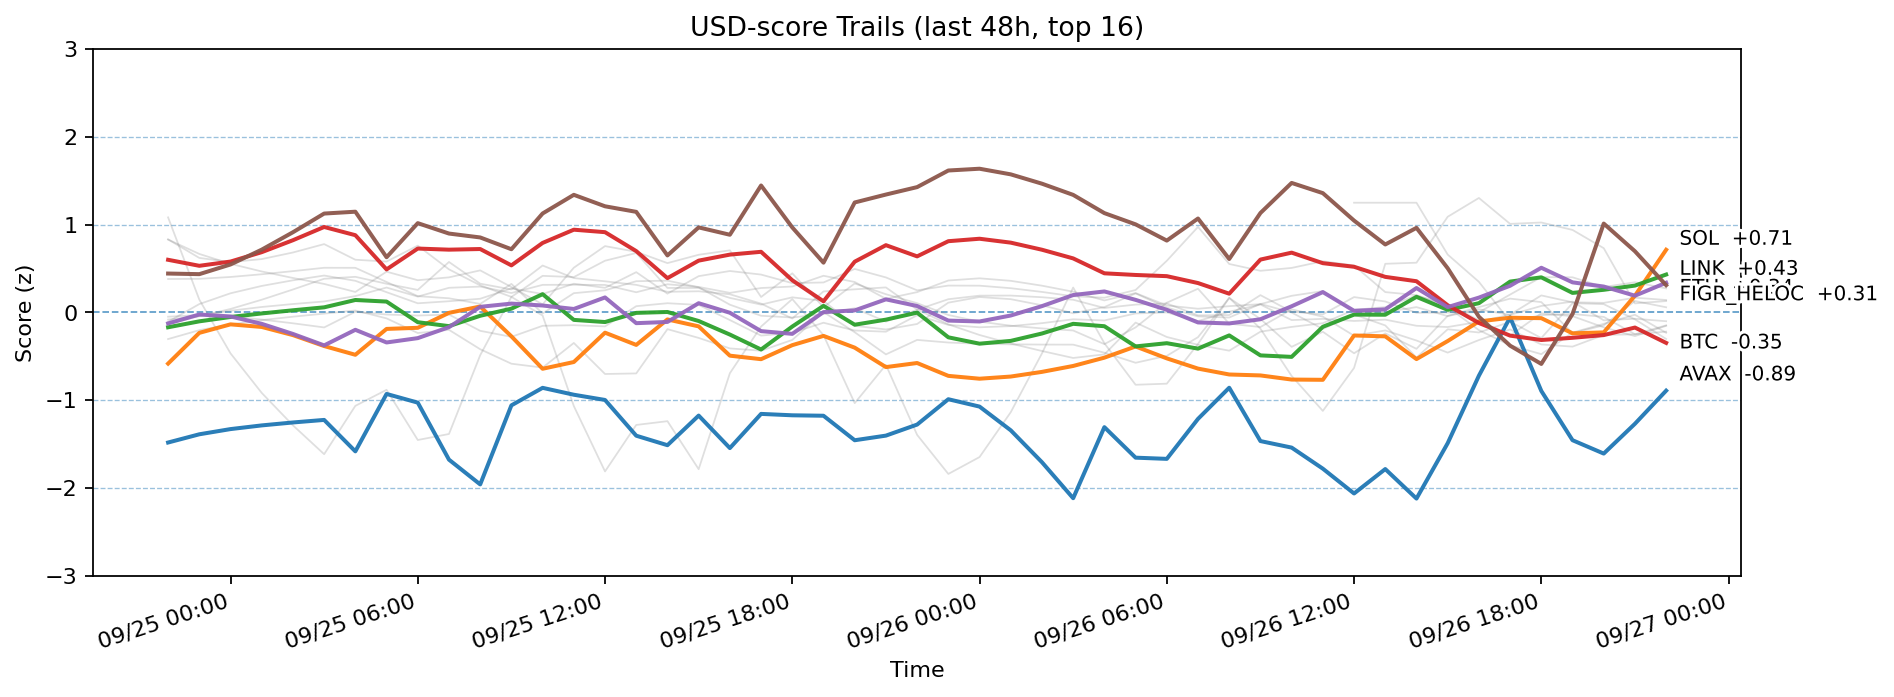 USD-score Trails (last 48h, top 16)
Score (z)
3
2
1
0
−1
−2
−3
SOL +0.71
LINK +0.43
FIGR_HELOC +0.31
BTC -0.35
AVAX -0.89
09/25 00:00
09/25 06:00
09/25 12:00
09/25 18:00
09/26 00:00
09/26 06:00
09/26 12:00
09/26 18:00
09/27 00:00
Time